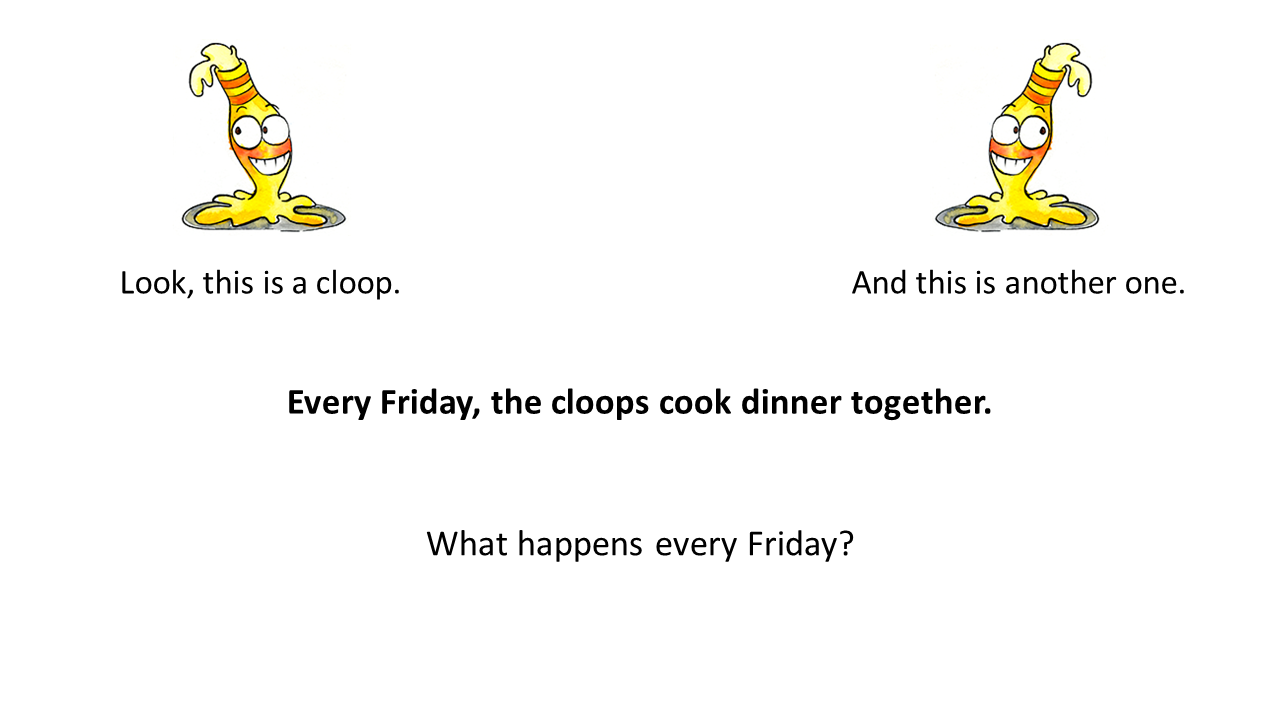 Look, this is a cloop.
And this is another one.
Every Friday, the cloops cook dinner together.
What happens every Friday?